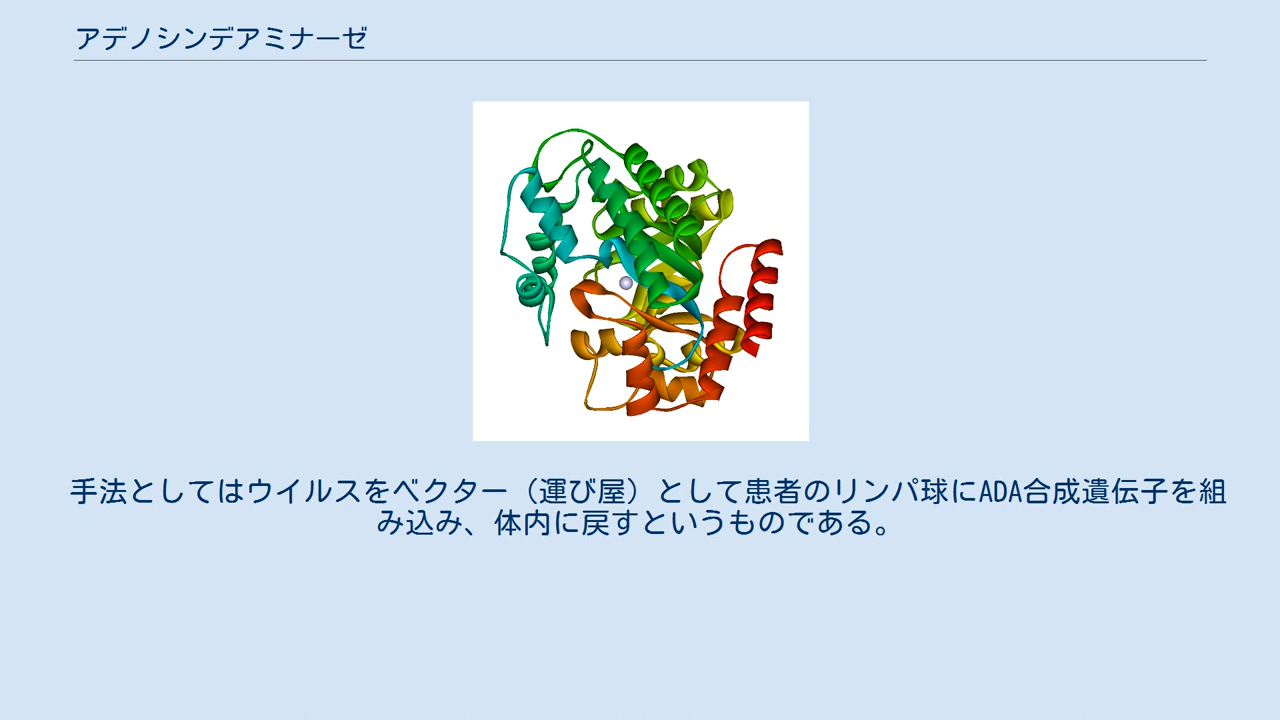 アデノシンデアミナーゼ
手法としてはウイルスをベクター（運び屋）として患者のリンパ球にADA合成遺伝子を組
み込み、体内に戻すというものである。